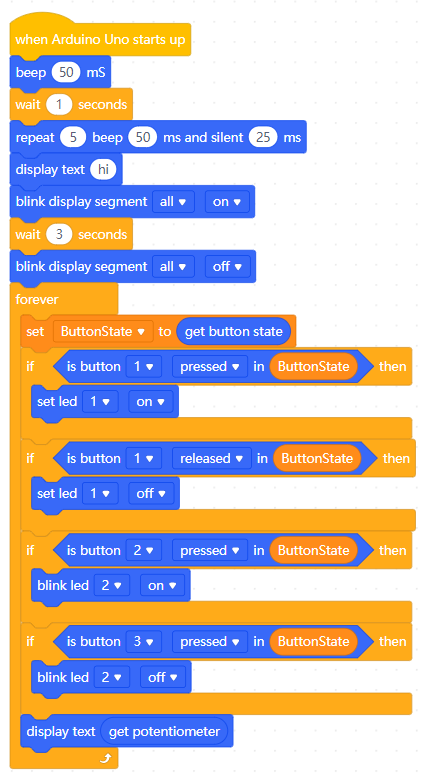 when Arduino Uno starts up
beep 50 mS
wait 1 seconds
repeat 5 beep 50 ms and silent 25 ms
display text hi
blink display segment all ▾ on ▾
wait 3 seconds
blink display segment all ▾ off ▾
forever
set ButtonState ▾ to get button state
if is button 1 ▾ pressed ▾ in ButtonState then
set led 1 ▾ on ▾
if is button 1 ▾ released ▾ in ButtonState then
set led 1 ▾ off ▾
if is button 2 ▾ pressed ▾ in ButtonState then
blink led 2 ▾ on ▾
if is button 3 ▾ pressed ▾ in ButtonState then
blink led 2 ▾ off ▾
display text get potentiometer